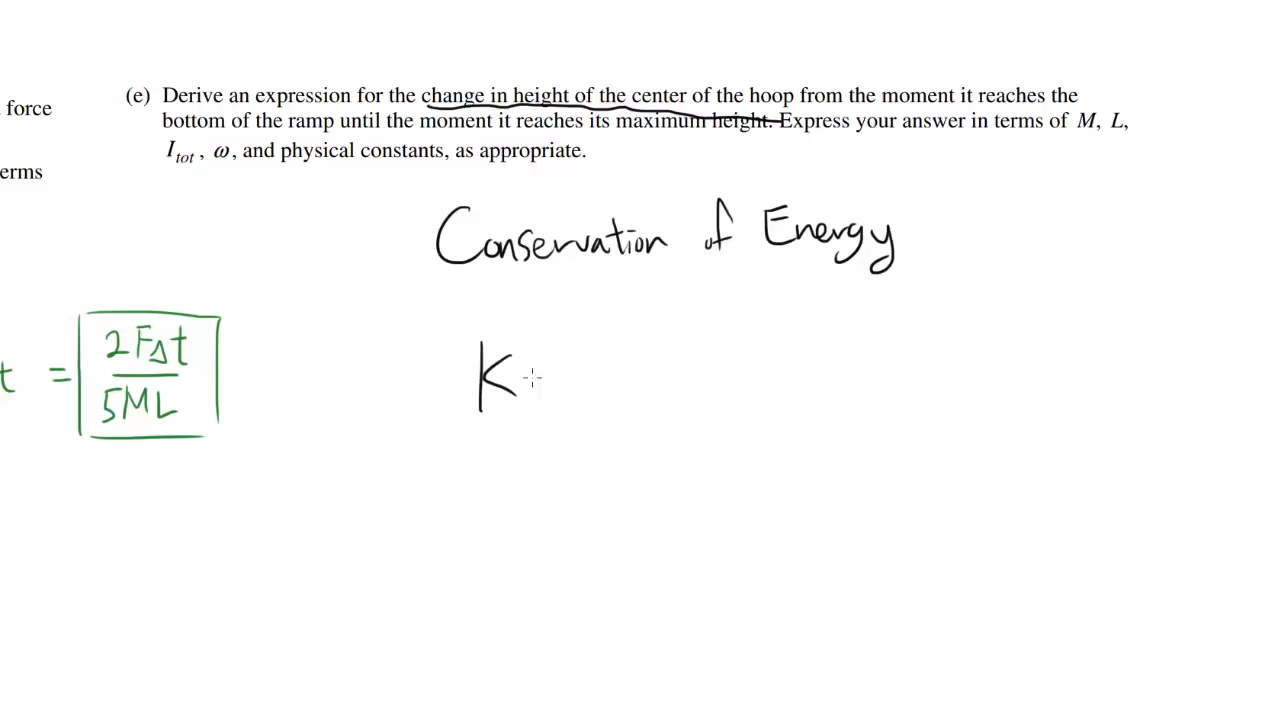 force
erms
(e) Derive an expression for the change in height of the center of the hoop from the moment it reaches the
bottom of the ramp until the moment it reaches its maximum height. Express your answer in terms of M, L,
I_tot, ω, and physical constants, as appropriate.
Conservation of Energy
t = 2F∆t / 5ML
K